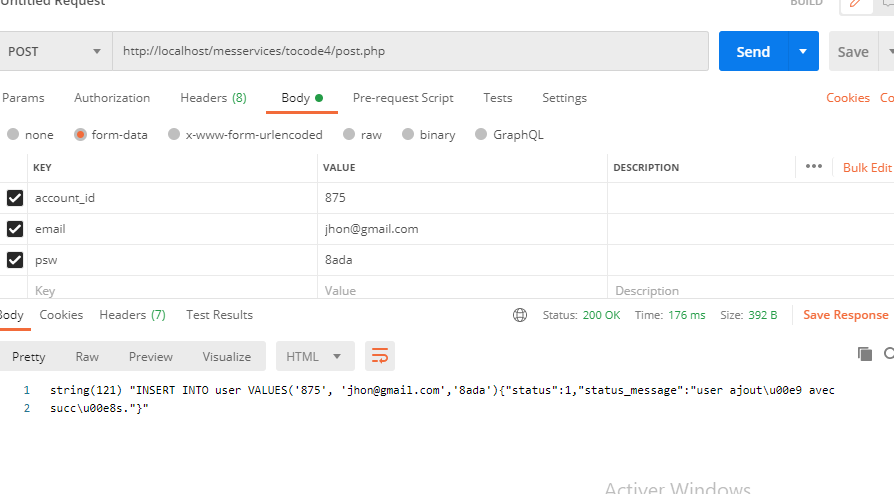 Untitled Request
BUILD
POST http://localhost/messervices/tocode4/post.php Send Save
Params Authorization Headers (8) Body Pre-request Script Tests Settings Cookies Co
none form-data x-www-form-urlencoded raw binary GraphQL
KEY VALUE DESCRIPTION ••• Bulk Edit
account_id 875
email jhon@gmail.com
psw 8ada
Key Value Description
Body Cookies Headers (7) Test Results Status: 200 OK Time: 176 ms Size: 392 B Save Response
Pretty Raw Preview Visualize HTML
1 string(121) "INSERT INTO user VALUES('875', 'jhon@gmail.com','8ada'){"status":1,"status_message":"user ajout\u00e9 avec
2 succ\u00e8s."}"
Activer Windows